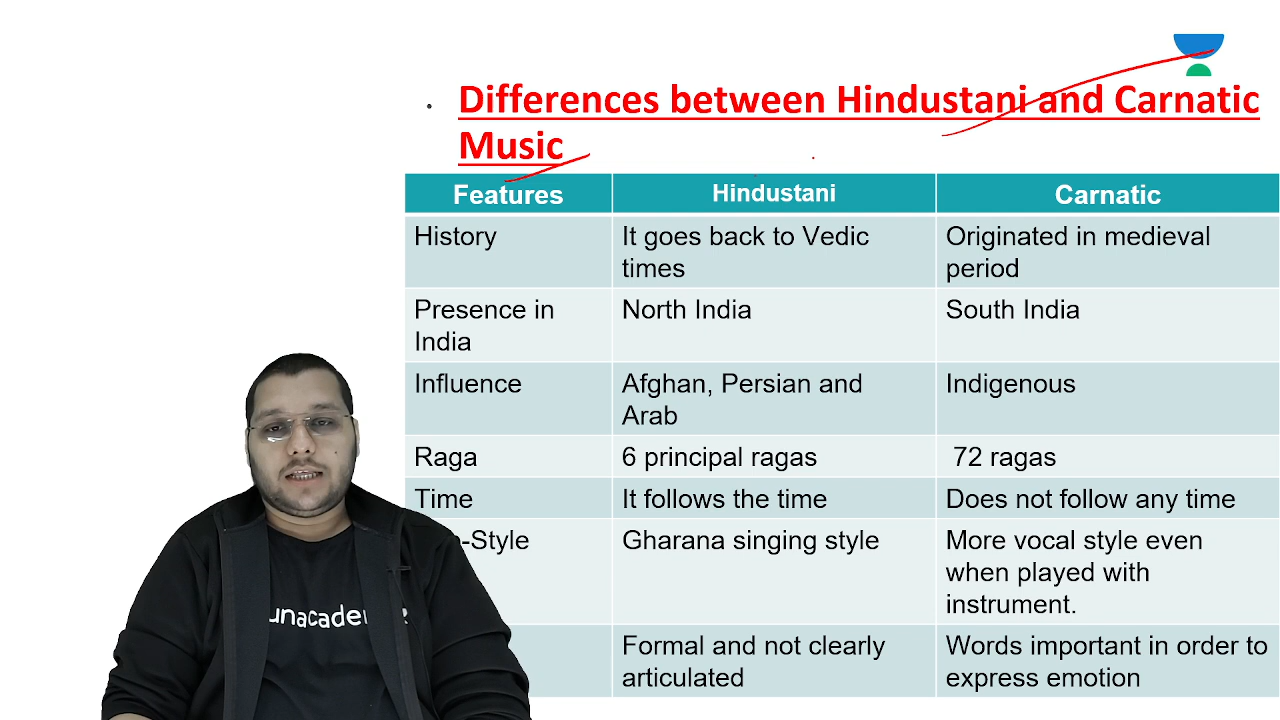 Differences between Hindustani and Carnatic
Music
Features Hindustani Carnatic
History It goes back to Vedic Originated in medieval
times period
Presence in North India South India
India
Influence Afghan, Persian and Indigenous
Arab
Raga 6 principal ragas 72 ragas
Time It follows the time Does not follow any time
-Style Gharana singing style More vocal style even
when played with
instrument.
Formal and not clearly Words important in order to
articulated express emotion